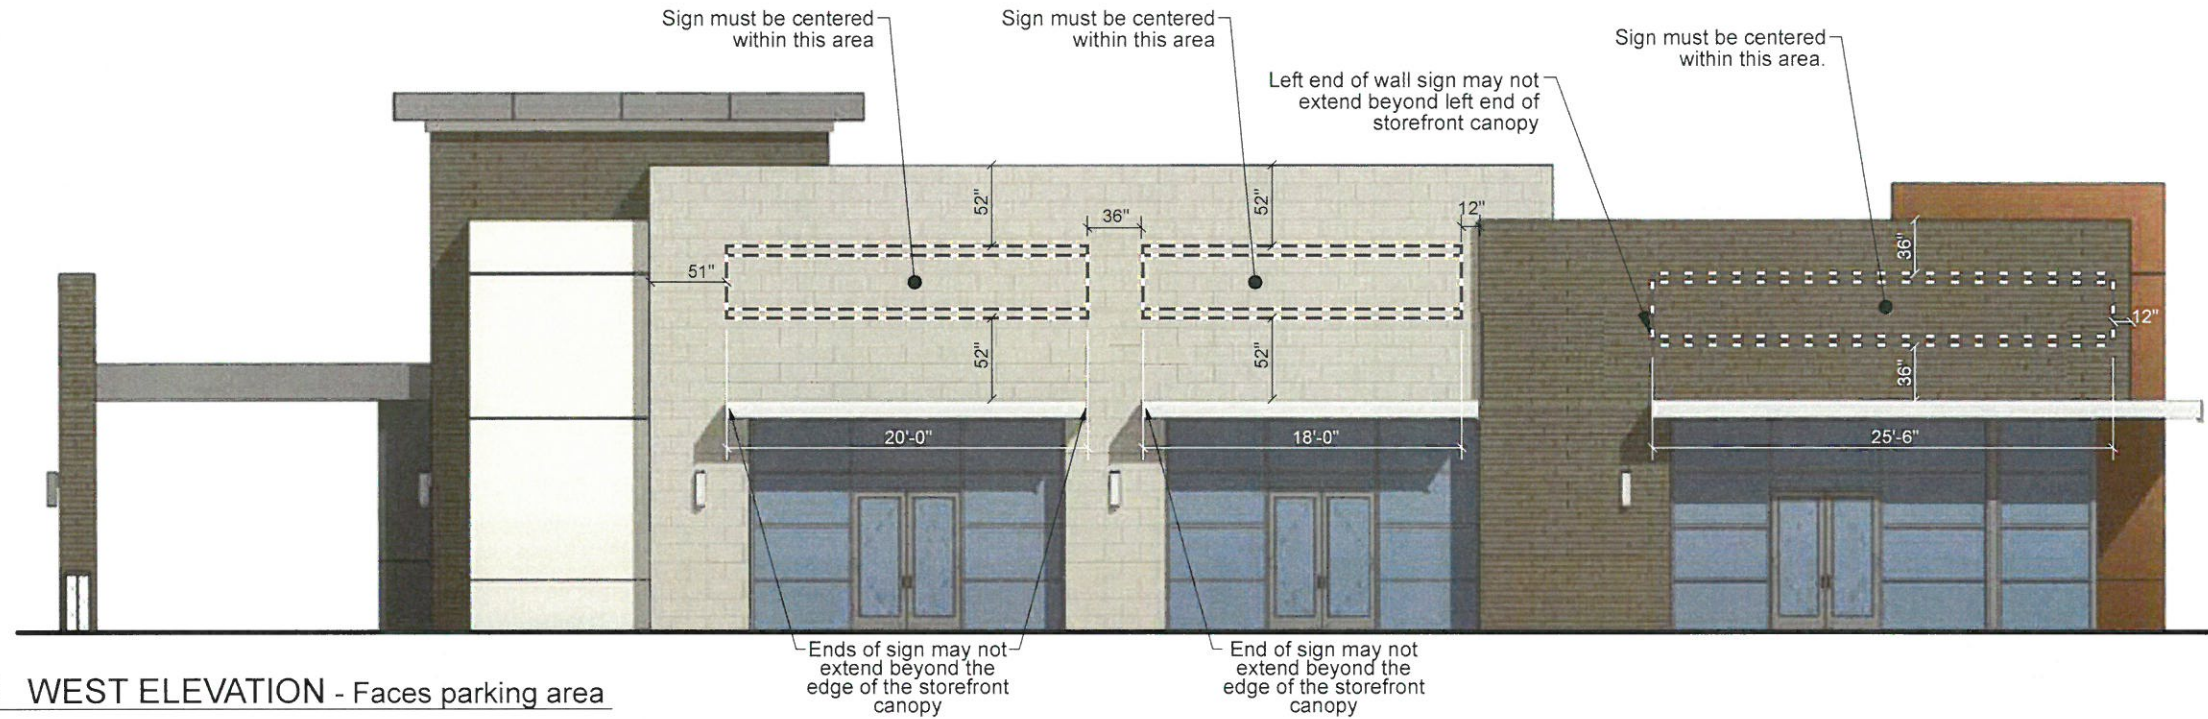 Sign must be centered
within this area
Sign must be centered
within this area
Sign must be centered
within this area.
Left end of wall sign may not
extend beyond left end of
storefront canopy
52"
36"
52"
12"
36"
51"
12"
52"
52"
36"
20'-0"
18'-0"
25'-6"
Ends of sign may not
extend beyond the
edge of the storefront
canopy
End of sign may not
extend beyond the
edge of the storefront
canopy
WEST ELEVATION - Faces parking area